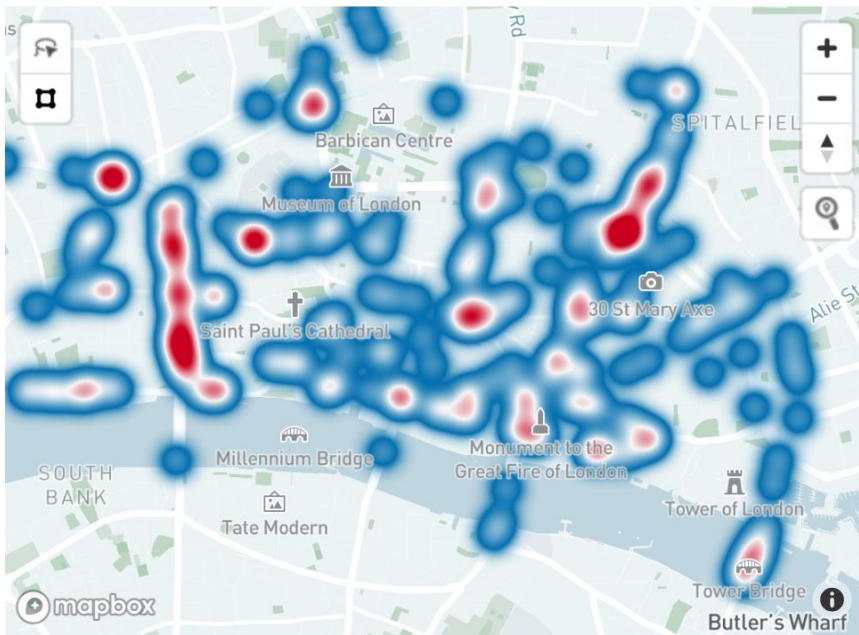 Rd
Barbican Centre
SPITALFIEL
Museum of London
30 St Mary Axe
Alie St
Saint Paul's Cathedral
Monument to the
Great Fire of London
Millennium Bridge
SOUTH
BANK
Tower of London
Tate Modern
Tower Bridge
mapbox
Butler's Wharf